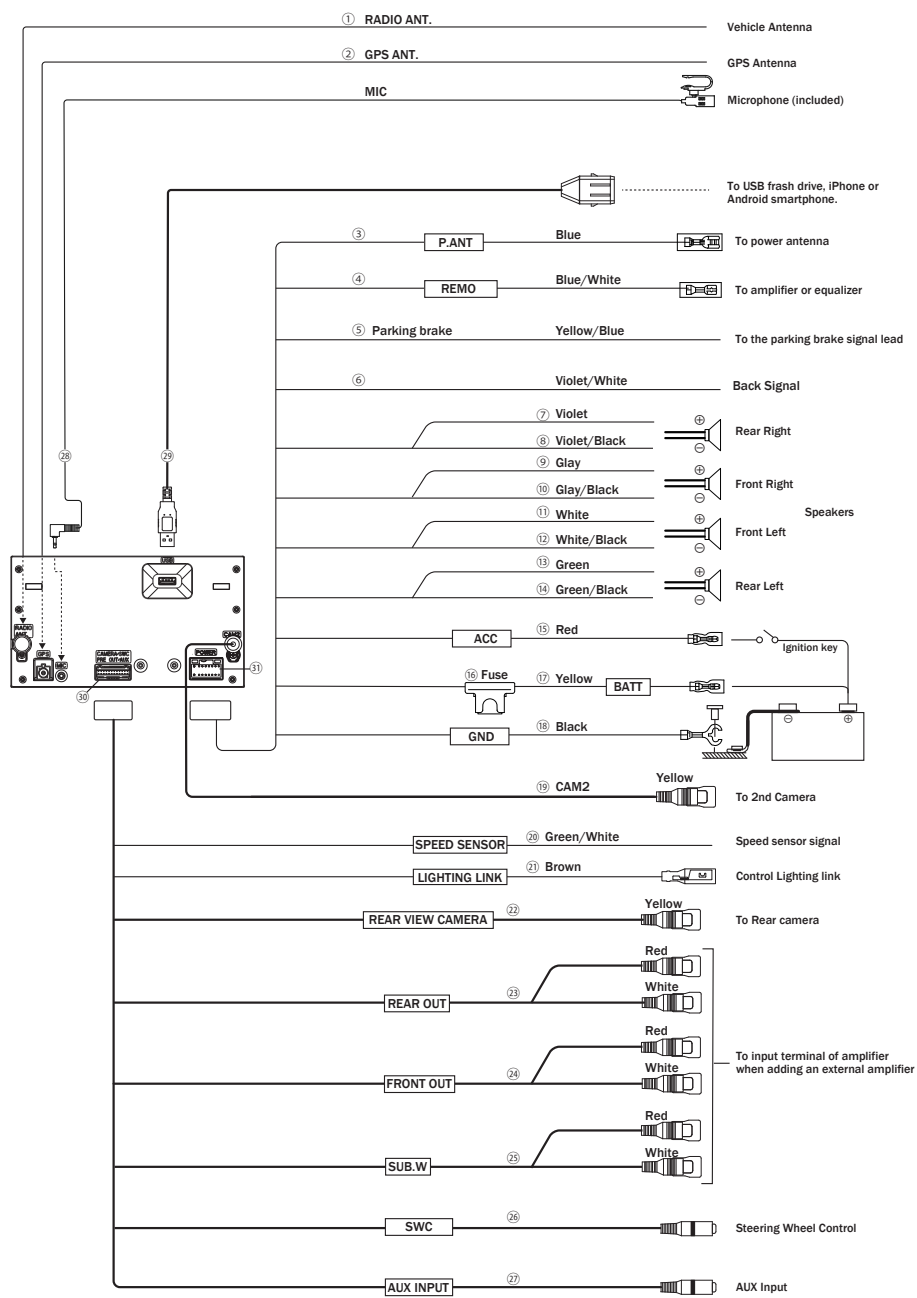 ① RADIO ANT.
Vehicle Antenna
② GPS ANT.
GPS Antenna
MIC
Microphone (included)
To USB frash drive, iPhone or
Android smartphone.
③ P.ANT Blue
To power antenna
④ REMO Blue/White
To amplifier or equalizer
⑤ Parking brake Yellow/Blue
To the parking brake signal lead
⑥ Violet/White
Back Signal
⑦ Violet
⑧ Violet/Black
⊕
⊖
Rear Right
⑨ Glay
⑩ Glay/Black
⊕
⊖
Front Right
Speakers
⑪ White
⑫ White/Black
⊕
⊖
Front Left
⑬ Green
⑭ Green/Black
⊕
⊖
Rear Left
㉘
㉙
USB
RADIO
ANT.
GPS
MIC
CAMERA·SWC
PRE OUT·AUX
POWER
CAM2
㉚
㉛
ACC ⑮ Red
Ignition key
⑯ Fuse ⑰ Yellow BATT
GND ⑱ Black
⊖ ⊕
⑲ CAM2 Yellow
To 2nd Camera
SPEED SENSOR ⑳ Green/White
Speed sensor signal
LIGHTING LINK ㉑ Brown
Control Lighting link
REAR VIEW CAMERA ㉒ Yellow
To Rear camera
REAR OUT ㉓
Red
White
FRONT OUT ㉔
Red
White
To input terminal of amplifier
when adding an external amplifier
SUB.W ㉕
Red
White
SWC ㉖
Steering Wheel Control
AUX INPUT ㉗
AUX Input